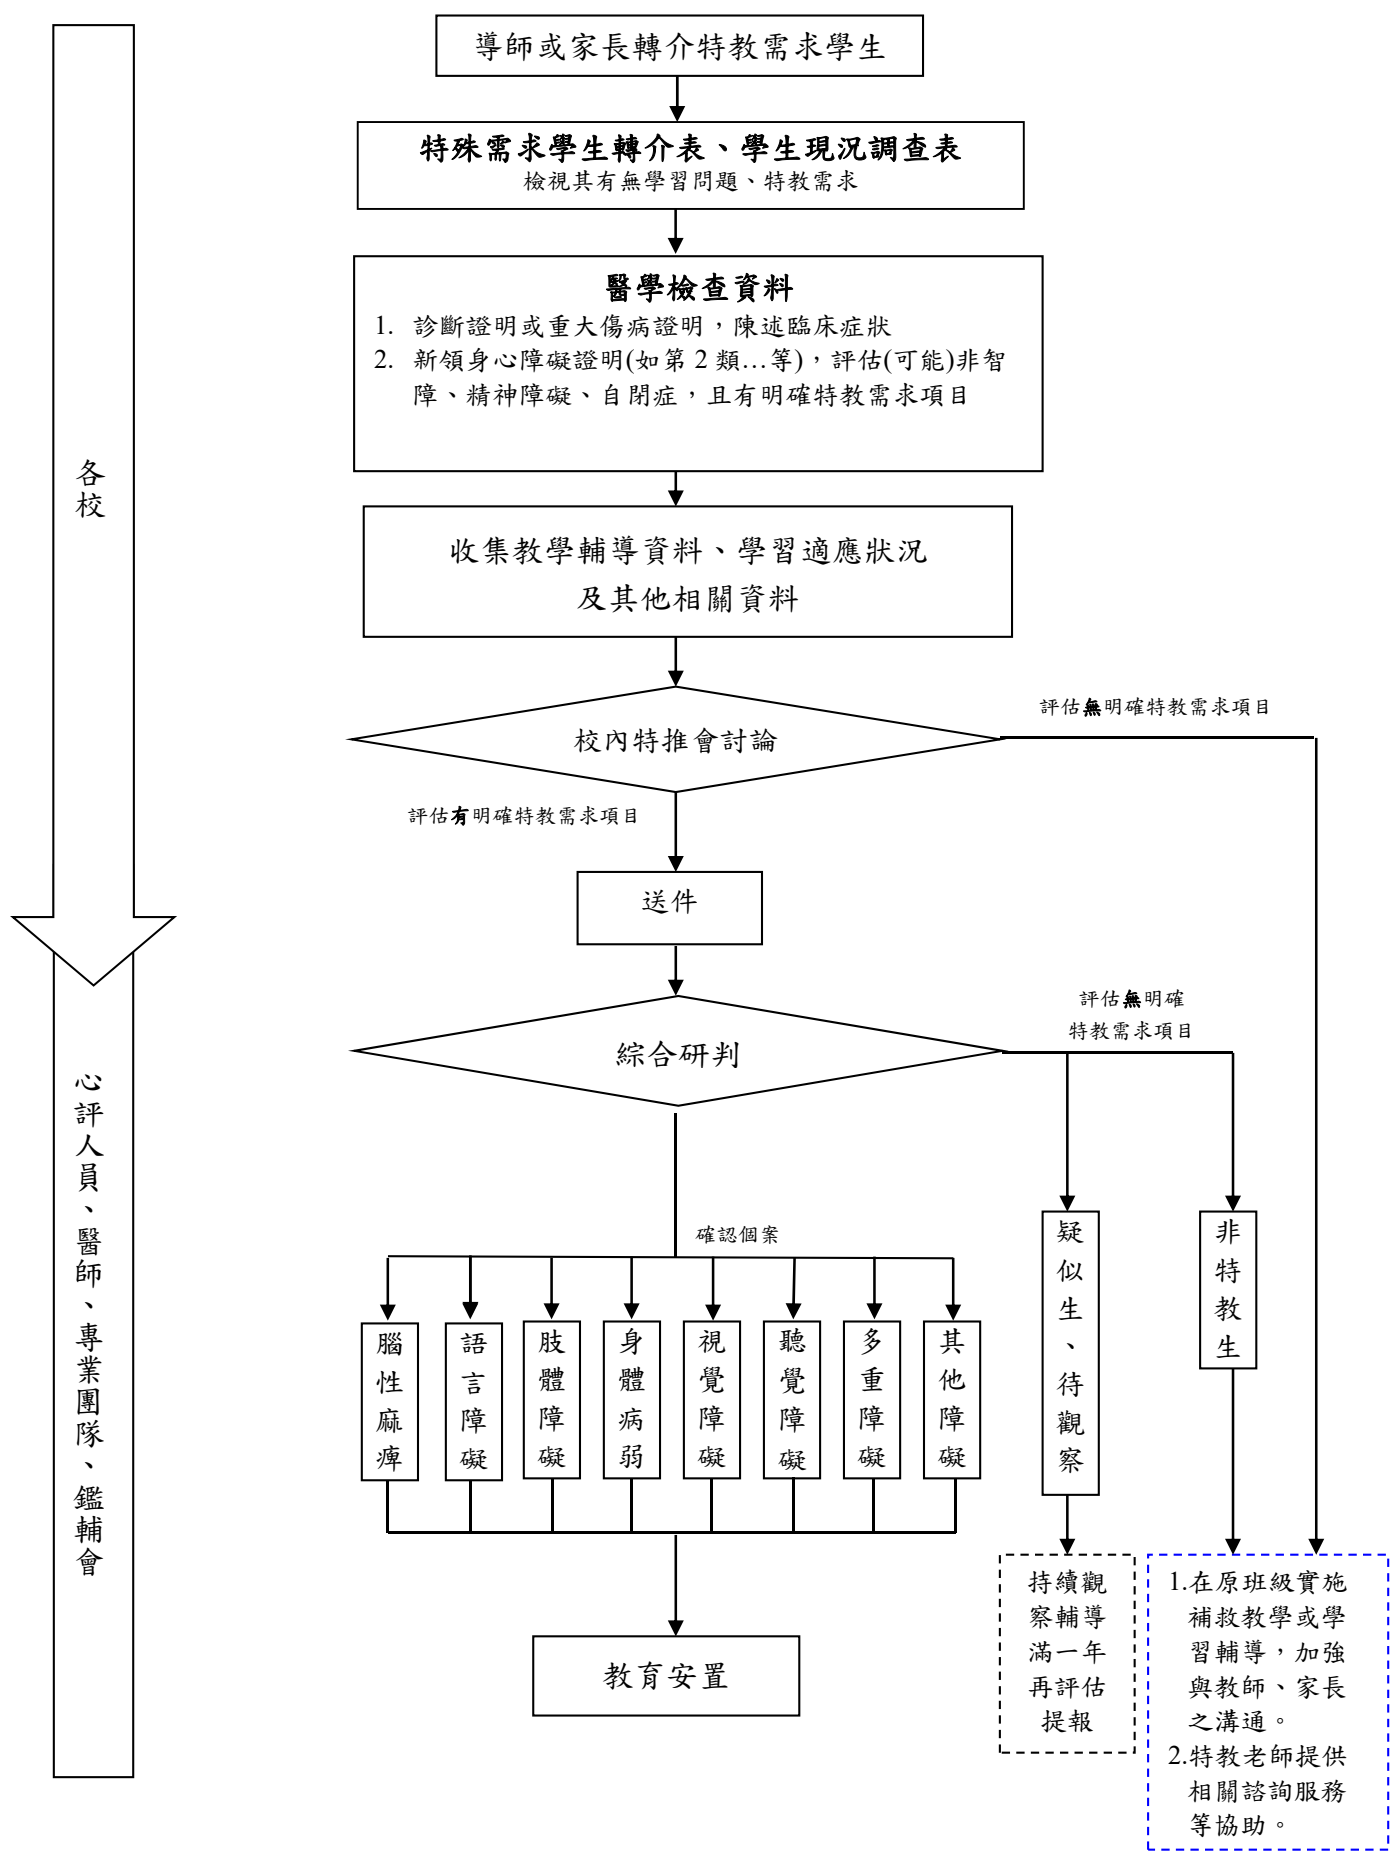 導師或家長轉介特教需求學生
特殊需求學生轉介表、學生現況調查表
檢視其有無學習問題、特教需求
醫學檢查資料
1. 診斷證明或重大傷病證明，陳述臨床症狀
2. 新領身心障礙證明(如第 2 類…等)，評估(可能)非智
障、精神障礙、自閉症，且有明確特教需求項目
各校
收集教學輔導資料、學習適應狀況
及其他相關資料
評估無明確特教需求項目
校內特推會討論
評估有明確特教需求項目
送件
評估無明確
特教需求項目
綜合研判
心評人員、醫師、專業團隊、鑑輔會
確認個案
腦性麻痺
語言障礙
肢體障礙
身體病弱
視覺障礙
聽覺障礙
多重障礙
其他障礙
疑似生、待觀察
非特教生
教育安置
持續觀
察輔導
滿一年
再評估
提報
1.在原班級實施
補救教學或學
習輔導，加強
與教師、家長
之溝通。
2.特教老師提供
相關諮詢服務
等協助。